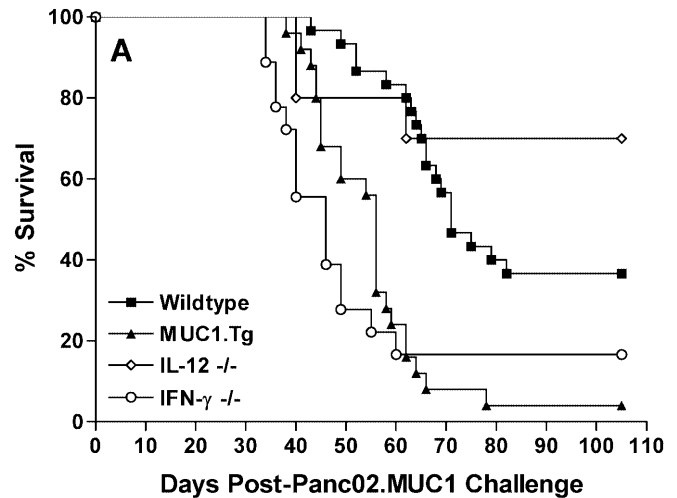 A
% Survival
100
80
60
40
20
0
Wildtype
MUC1.Tg
IL-12 -/-
IFN-γ -/-
0 10 20 30 40 50 60 70 80 90 100 110
Days Post-Panc02.MUC1 Challenge